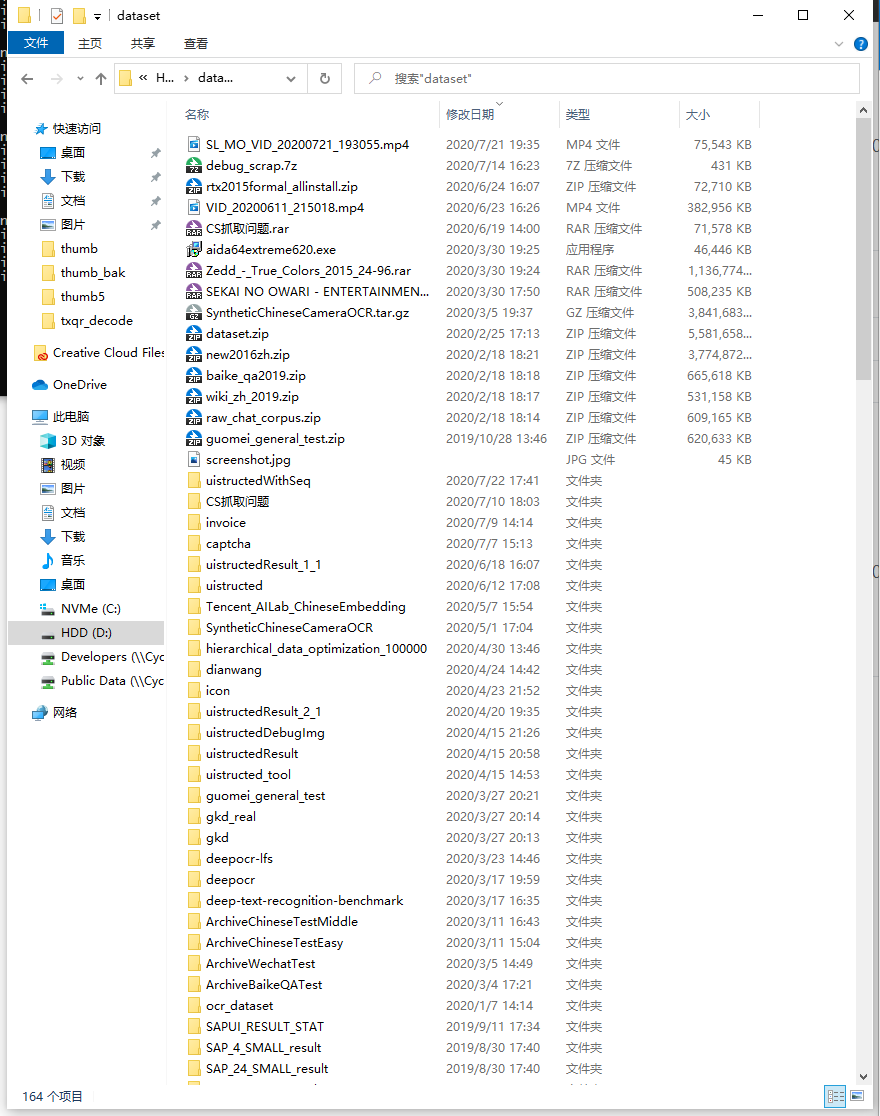 dataset
文件 主页 共享 查看
« H... › data...
搜索"dataset"
名称 修改日期 类型 大小
快速访问
桌面
下载
文档
图片
thumb
thumb_bak
thumb5
txqr_decode
Creative Cloud Files
OneDrive
此电脑
3D 对象
视频
图片
文档
下载
音乐
桌面
NVMe (C:)
HDD (D:)
Developers (\\Cyc
Public Data (\\Cyc
网络
SL_MO_VID_20200721_193055.mp4 2020/7/21 19:35 MP4 文件 75,543 KB
debug_scrap.7z 2020/7/14 16:23 7Z 压缩文件 431 KB
rtx2015formal_allinstall.zip 2020/6/24 16:07 ZIP 压缩文件 72,710 KB
VID_20200611_215018.mp4 2020/6/23 16:26 MP4 文件 382,956 KB
CS抓取问题.rar 2020/6/19 14:00 RAR 压缩文件 71,578 KB
aida64extreme620.exe 2020/3/30 19:25 应用程序 46,446 KB
Zedd_-_True_Colors_2015_24-96.rar 2020/3/30 19:24 RAR 压缩文件 1,136,774...
SEKAI NO OWARI - ENTERTAINMEN... 2020/3/30 17:50 RAR 压缩文件 508,235 KB
SyntheticChineseCameraOCR.tar.gz 2020/3/5 19:37 GZ 压缩文件 3,841,683...
dataset.zip 2020/2/25 17:13 ZIP 压缩文件 5,581,658...
new2016zh.zip 2020/2/18 18:21 ZIP 压缩文件 3,774,872...
baike_qa2019.zip 2020/2/18 18:18 ZIP 压缩文件 665,618 KB
wiki_zh_2019.zip 2020/2/18 18:17 ZIP 压缩文件 531,158 KB
raw_chat_corpus.zip 2020/2/18 18:14 ZIP 压缩文件 609,165 KB
guomei_general_test.zip 2019/10/28 13:46 ZIP 压缩文件 620,633 KB
screenshot.jpg JPG 文件 45 KB
uistructedWithSeq 2020/7/22 17:41 文件夹
CS抓取问题 2020/7/10 18:03 文件夹
invoice 2020/7/9 14:14 文件夹
captcha 2020/7/7 15:13 文件夹
uistructedResult_1_1 2020/6/18 16:07 文件夹
uistructed 2020/6/12 17:08 文件夹
Tencent_AILab_ChineseEmbedding 2020/5/7 15:54 文件夹
SyntheticChineseCameraOCR 2020/5/1 17:04 文件夹
hierarchical_data_optimization_100000 2020/4/30 13:46 文件夹
dianwang 2020/4/24 14:42 文件夹
icon 2020/4/23 21:52 文件夹
uistructedResult_2_1 2020/4/20 19:35 文件夹
uistructedDebugImg 2020/4/15 21:26 文件夹
uistructedResult 2020/4/15 20:58 文件夹
uistructed_tool 2020/4/15 14:53 文件夹
guomei_general_test 2020/3/27 20:21 文件夹
gkd_real 2020/3/27 20:14 文件夹
gkd 2020/3/27 20:13 文件夹
deepocr-lfs 2020/3/23 14:46 文件夹
deepocr 2020/3/17 19:59 文件夹
deep-text-recognition-benchmark 2020/3/17 16:35 文件夹
ArchiveChineseTestMiddle 2020/3/11 16:43 文件夹
ArchiveChineseTestEasy 2020/3/11 15:04 文件夹
ArchiveWechatTest 2020/3/5 14:49 文件夹
ArchiveBaikeQATest 2020/3/4 17:21 文件夹
ocr_dataset 2020/1/7 14:14 文件夹
SAPUI_RESULT_STAT 2019/9/11 17:34 文件夹
SAP_4_SMALL_result 2019/8/30 17:40 文件夹
SAP_24_SMALL_result 2019/8/30 17:40 文件夹
164 个项目